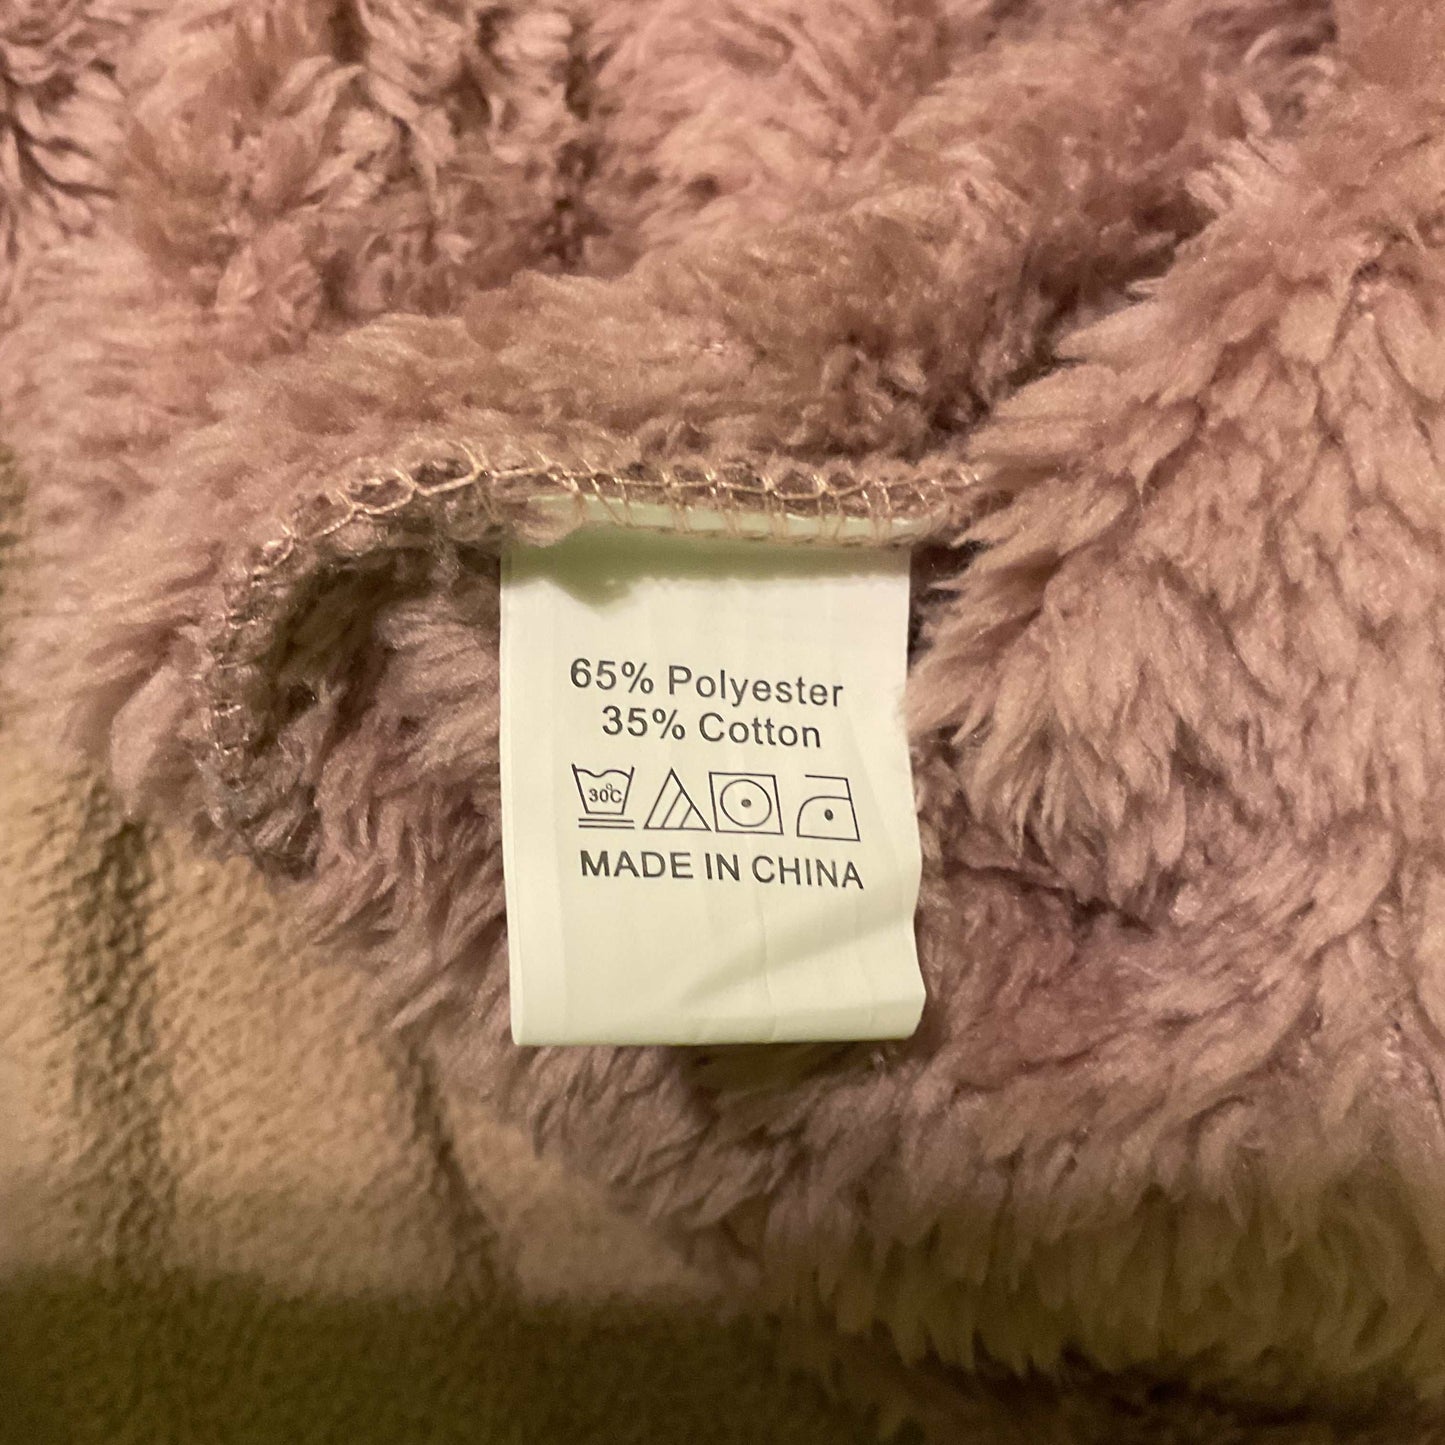 65% Polyester
35% Cotton
30°C
MADE IN CHINA